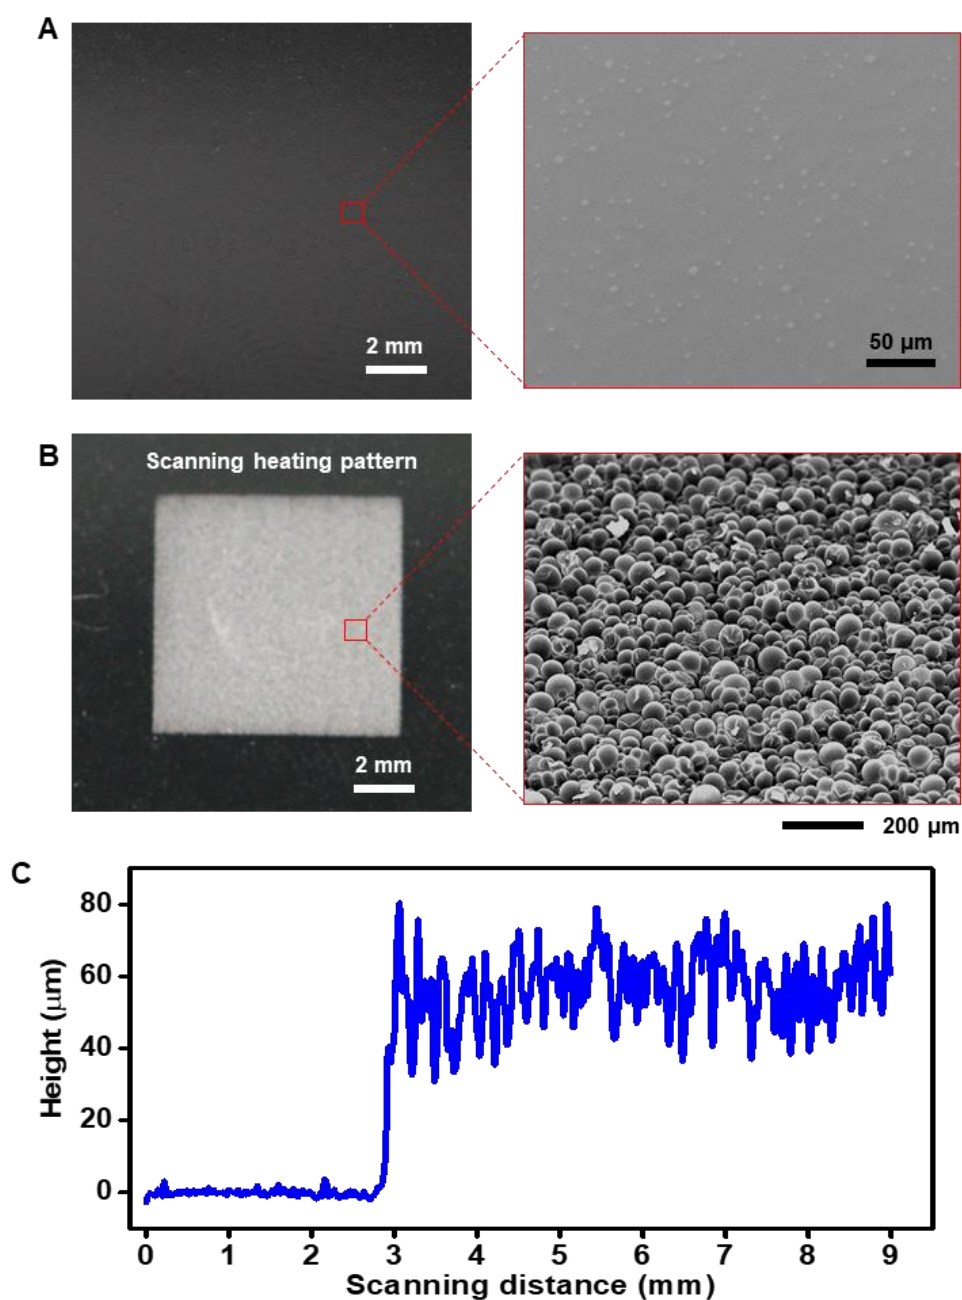 A
2 mm
50 μm
B
Scanning heating pattern
2 mm
200 μm
C
Height (μm)
80
60
40
20
0
0 1 2 3 4 5 6 7 8 9
Scanning distance (mm)